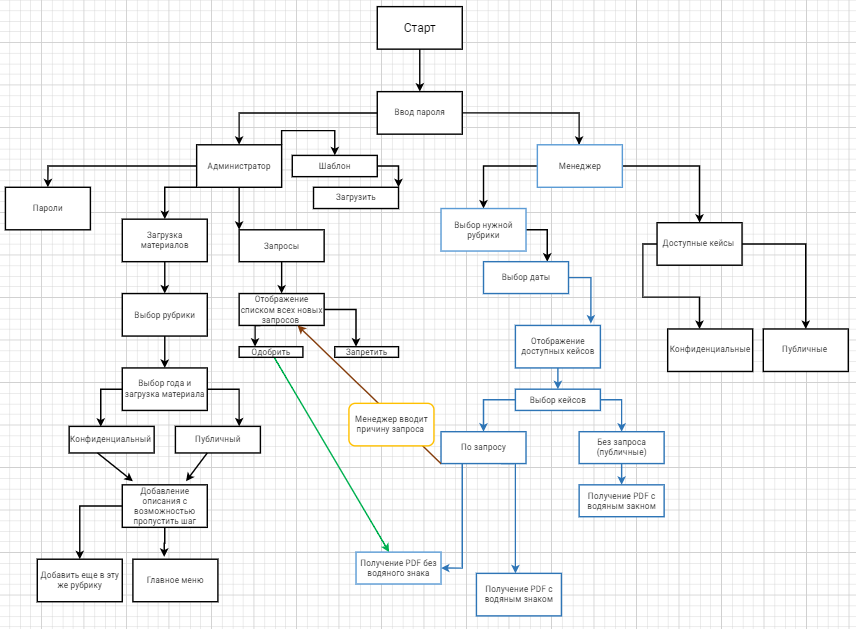 Старт
Ввод пароля
Администратор
Шаблон
Менеджер
Пароли
Загрузить
Загрузка
материалов
Запросы
Выбор нужной
рубрики
Доступные кейсы
Выбор даты
Выбор рубрики
Отображение
списком всех новых
запросов
Отображение
доступных кейсов
Конфиденциальные
Публичные
Одобрить
Запретить
Выбор года и
загрузка материала
Выбор кейсов
Менеджер вводит
причину запроса
Конфиденциальный
Публичный
По запросу
Без запроса
(публичные)
Добавление
описания с
возможностью
пропустить шаг
Получение PDF с
водяным закном
Получение PDF без
водяного знака
Добавить еще в эту
же рубрику
Главное меню
Получение PDF с
водяным знаком